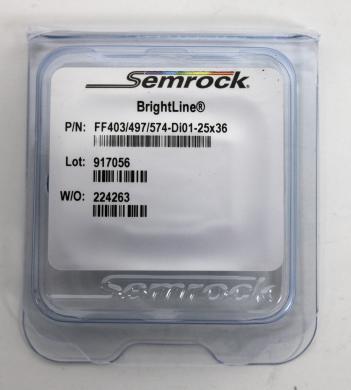 Semrock®
BrightLine®
P/N: FF403/497/574-Di01-25x36
Lot: 917056
W/O: 224263
Semrock